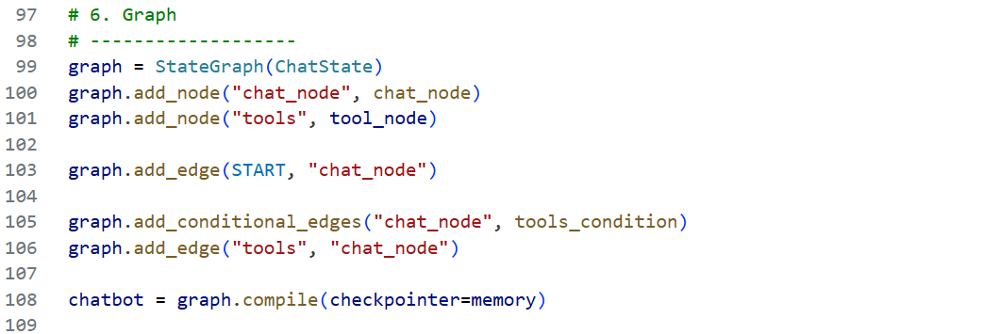 97 # 6. Graph
98 # -------------------
99 graph = StateGraph(ChatState)
100 graph.add_node("chat_node", chat_node)
101 graph.add_node("tools", tool_node)
102
103 graph.add_edge(START, "chat_node")
104
105 graph.add_conditional_edges("chat_node", tools_condition)
106 graph.add_edge("tools", "chat_node")
107
108 chatbot = graph.compile(checkpointer=memory)
109